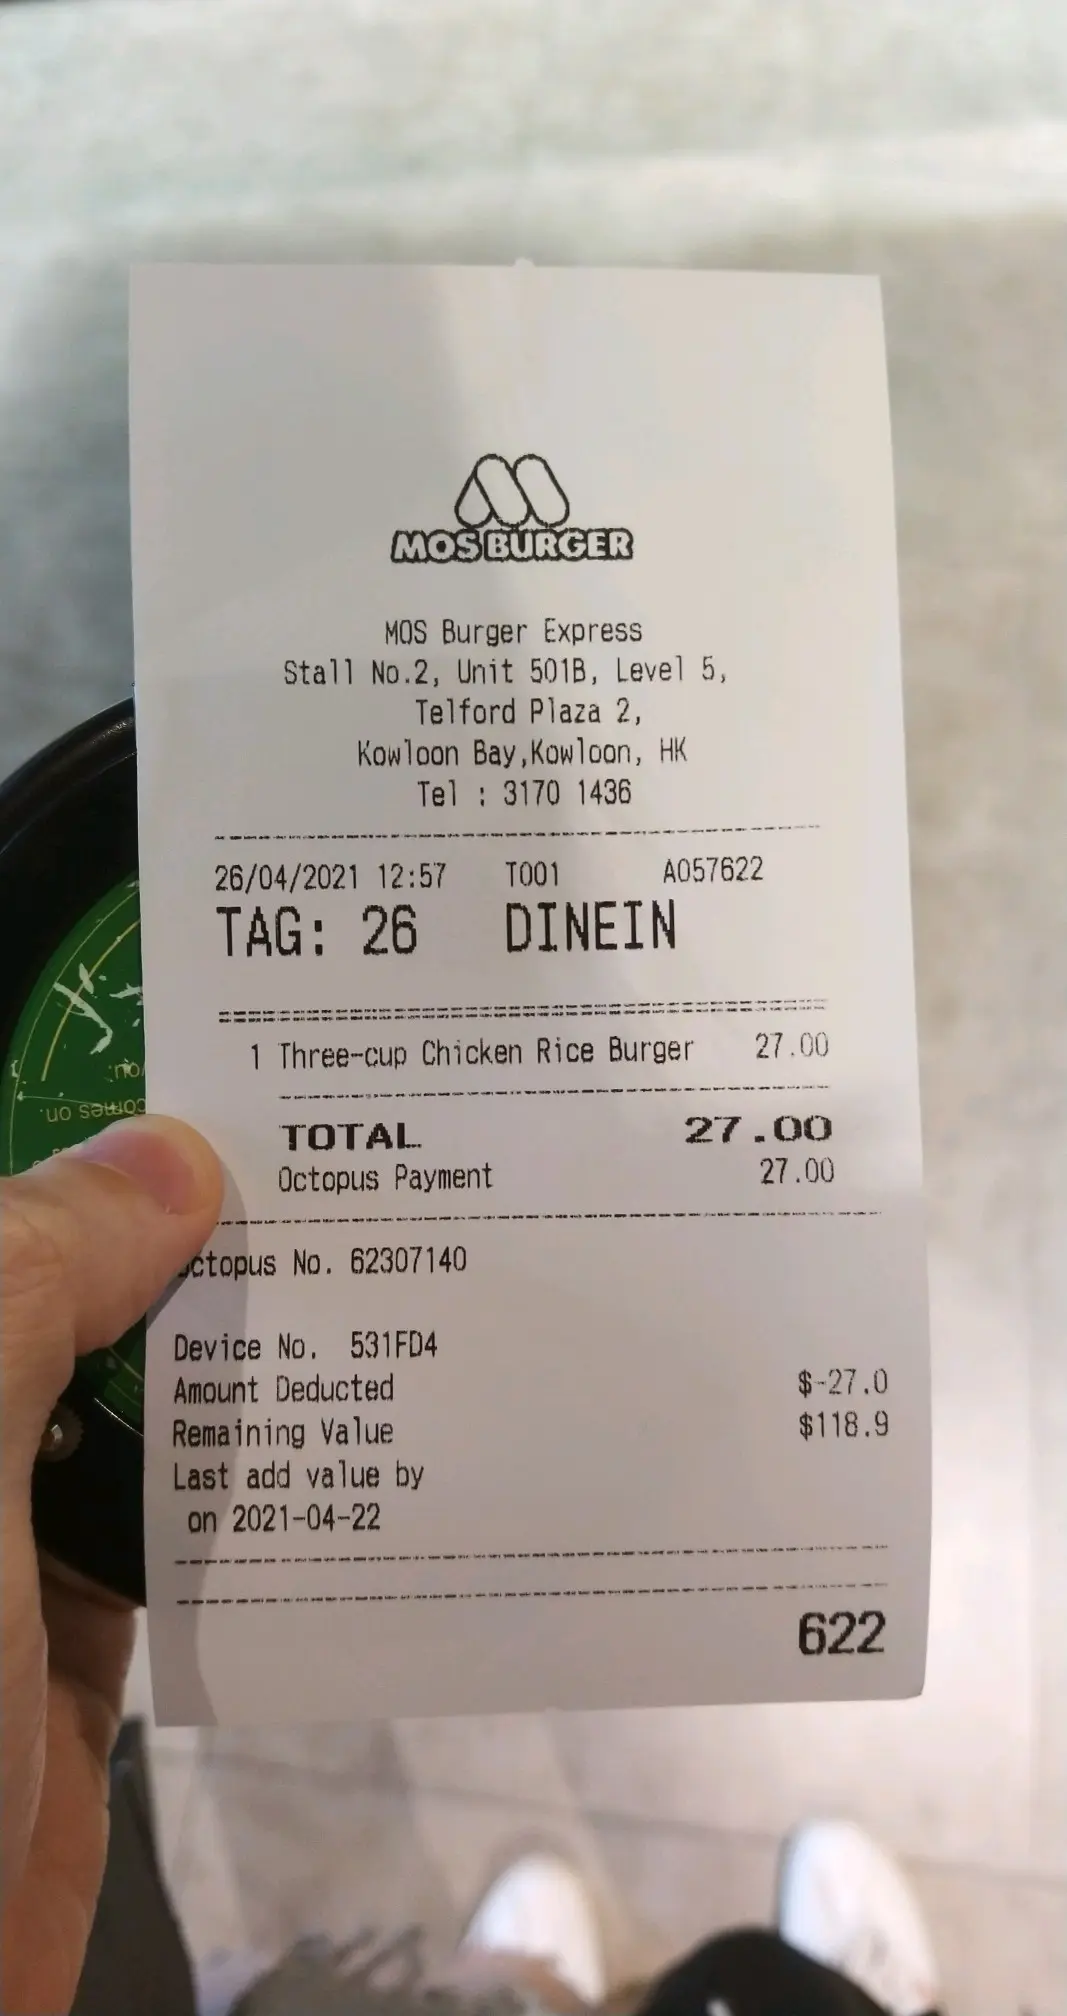 MOS BURGER
MOS Burger Express
Stall No.2, Unit 501B, Level 5,
Telford Plaza 2,
Kowloon Bay,Kowloon, HK
Tel : 3170 1436
26/04/2021 12:57 T001 A057622
TAG: 26 DINEIN
1 Three-cup Chicken Rice Burger 27.00
TOTAL 27.00
Octopus Payment 27.00
Octopus No. 62307140
Device No. 531FD4
Amount Deducted $-27.0
Remaining Value $118.9
Last add value by
on 2021-04-22
622
comes on.